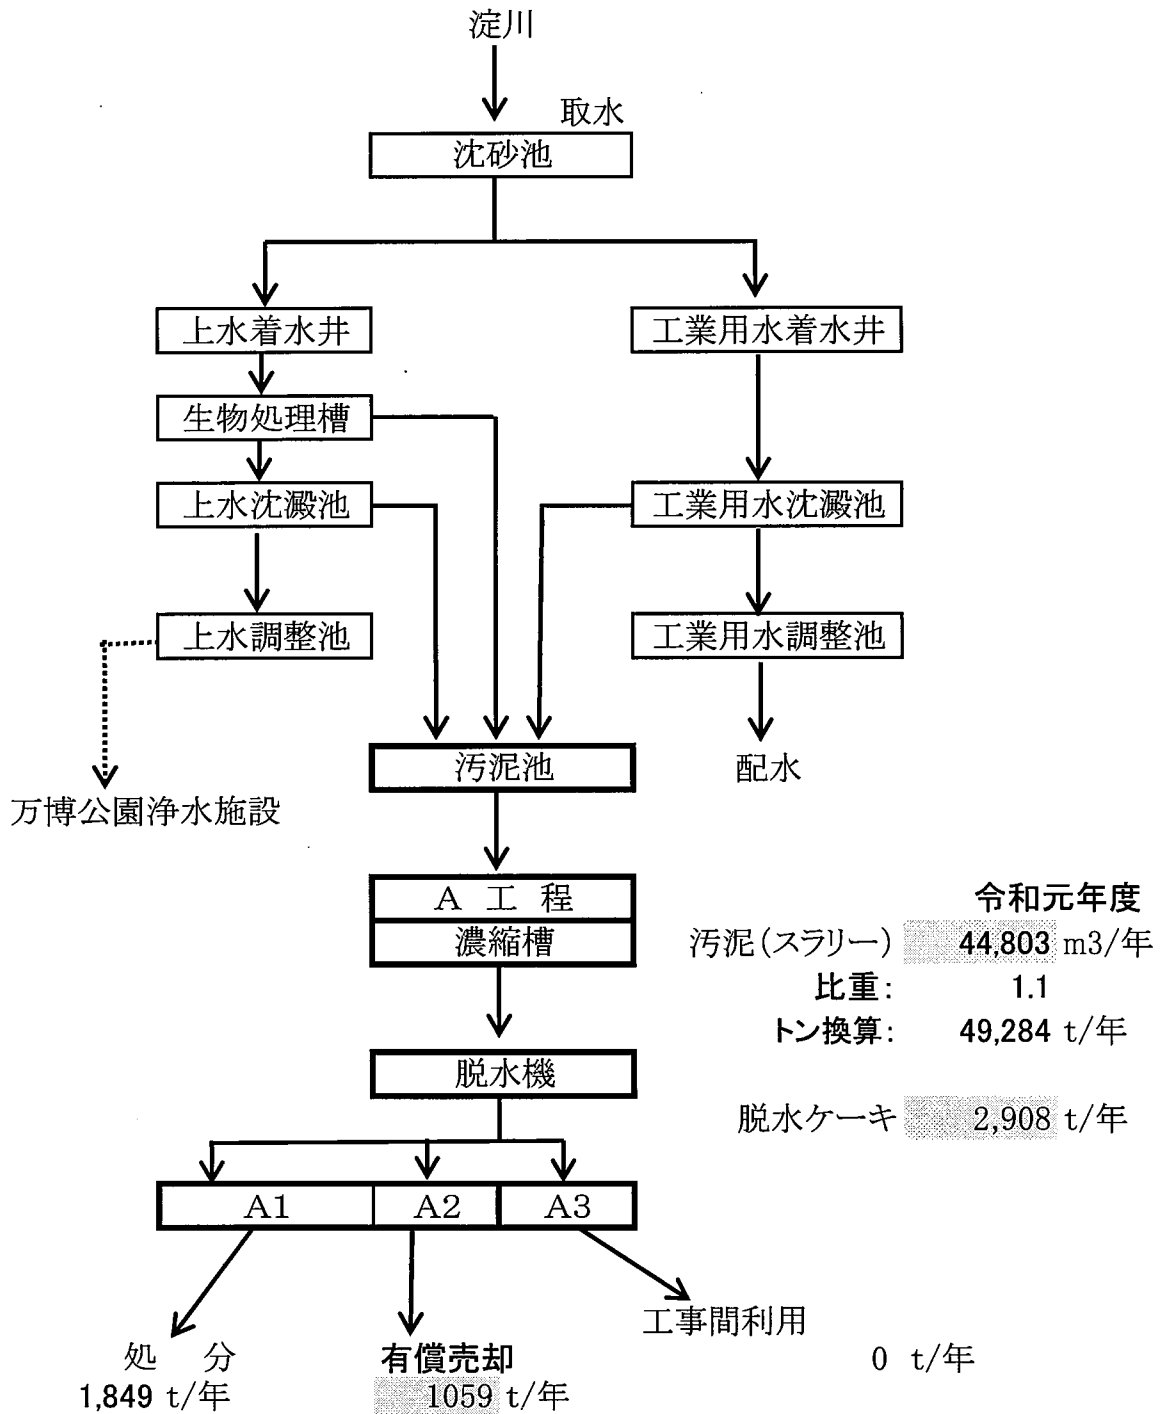 淀川
取水
沈砂池
上水着水井 工業用水着水井
生物処理槽
上水沈澱池 工業用水沈澱池
上水調整池 工業用水調整池
汚泥池 配水
万博公園浄水施設
A 工 程 令和元年度
濃縮槽 汚泥(スラリー) 44,803 m3/年
比重: 1.1
トン換算: 49,284 t/年
脱水機
脱水ケーキ 2,908 t/年
A1 A2 A3
工事間利用
処 分 有償売却 0 t/年
1,849 t/年 1059 t/年